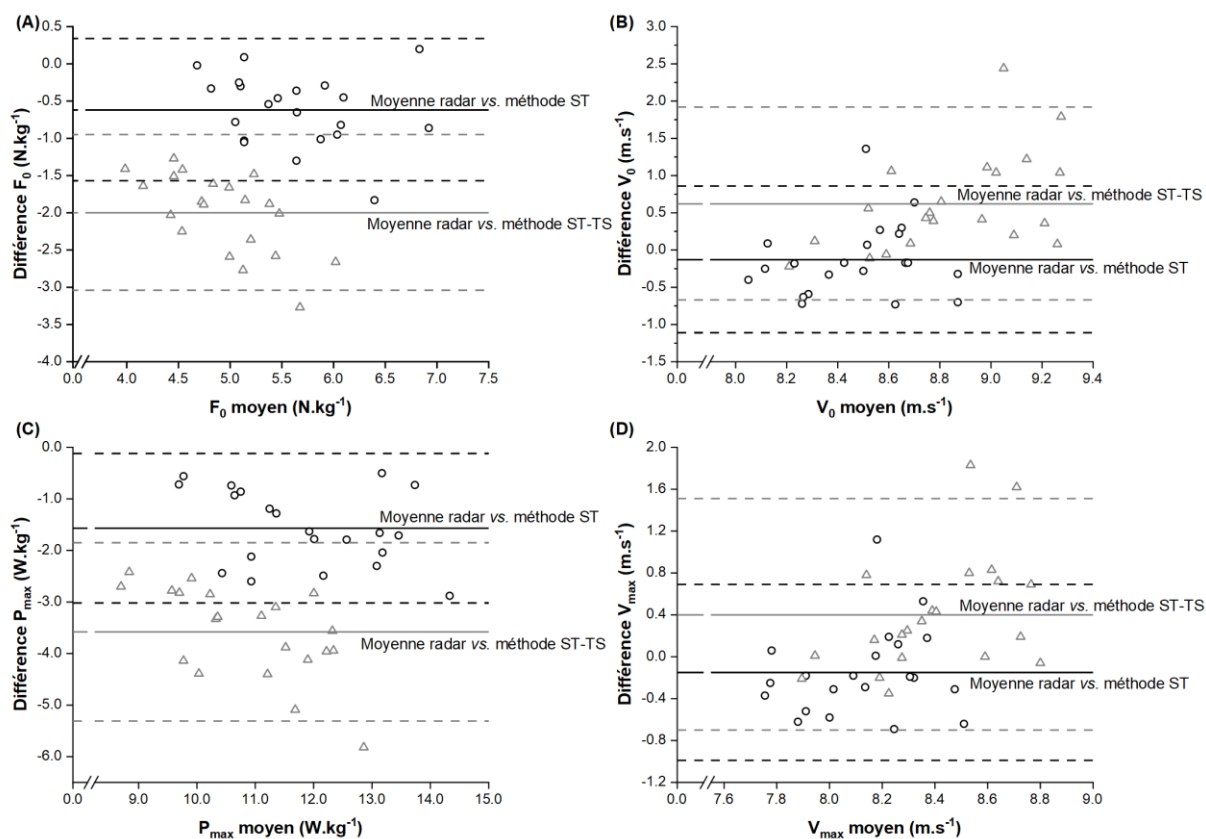 (A)
0.5
0.0
-0.5
-1.0
-1.5
-2.0
-2.5
-3.0
-3.5
-4.0
Différence F₀ (N.kg⁻¹)
Moyenne radar vs. méthode ST
Moyenne radar vs. méthode ST-TS
0.0 4.0 4.5 5.0 5.5 6.0 6.5 7.0 7.5
F₀ moyen (N.kg⁻¹)
(B)
3.0
2.5
2.0
1.5
1.0
0.5
0.0
-0.5
-1.0
-1.5
Différence V₀ (m.s⁻¹)
Moyenne radar vs. méthode ST-TS
Moyenne radar vs. méthode ST
0.0 8.0 8.2 8.4 8.6 8.8 9.0 9.2 9.4
V₀ moyen (m.s⁻¹)
(C)
0.0
-1.0
-2.0
-3.0
-4.0
-5.0
-6.0
Différence Pmax (W.kg⁻¹)
Moyenne radar vs. méthode ST
Moyenne radar vs. méthode ST-TS
0.0 9.0 10.0 11.0 12.0 13.0 14.0 15.0
Pmax moyen (W.kg⁻¹)
(D)
2.0
1.6
1.2
0.8
0.4
0.0
-0.4
-0.8
-1.2
Différence Vmax (m.s⁻¹)
Moyenne radar vs. méthode ST-TS
Moyenne radar vs. méthode ST
0.0 7.6 7.8 8.0 8.2 8.4 8.6 8.8 9.0
Vmax moyen (m.s⁻¹)